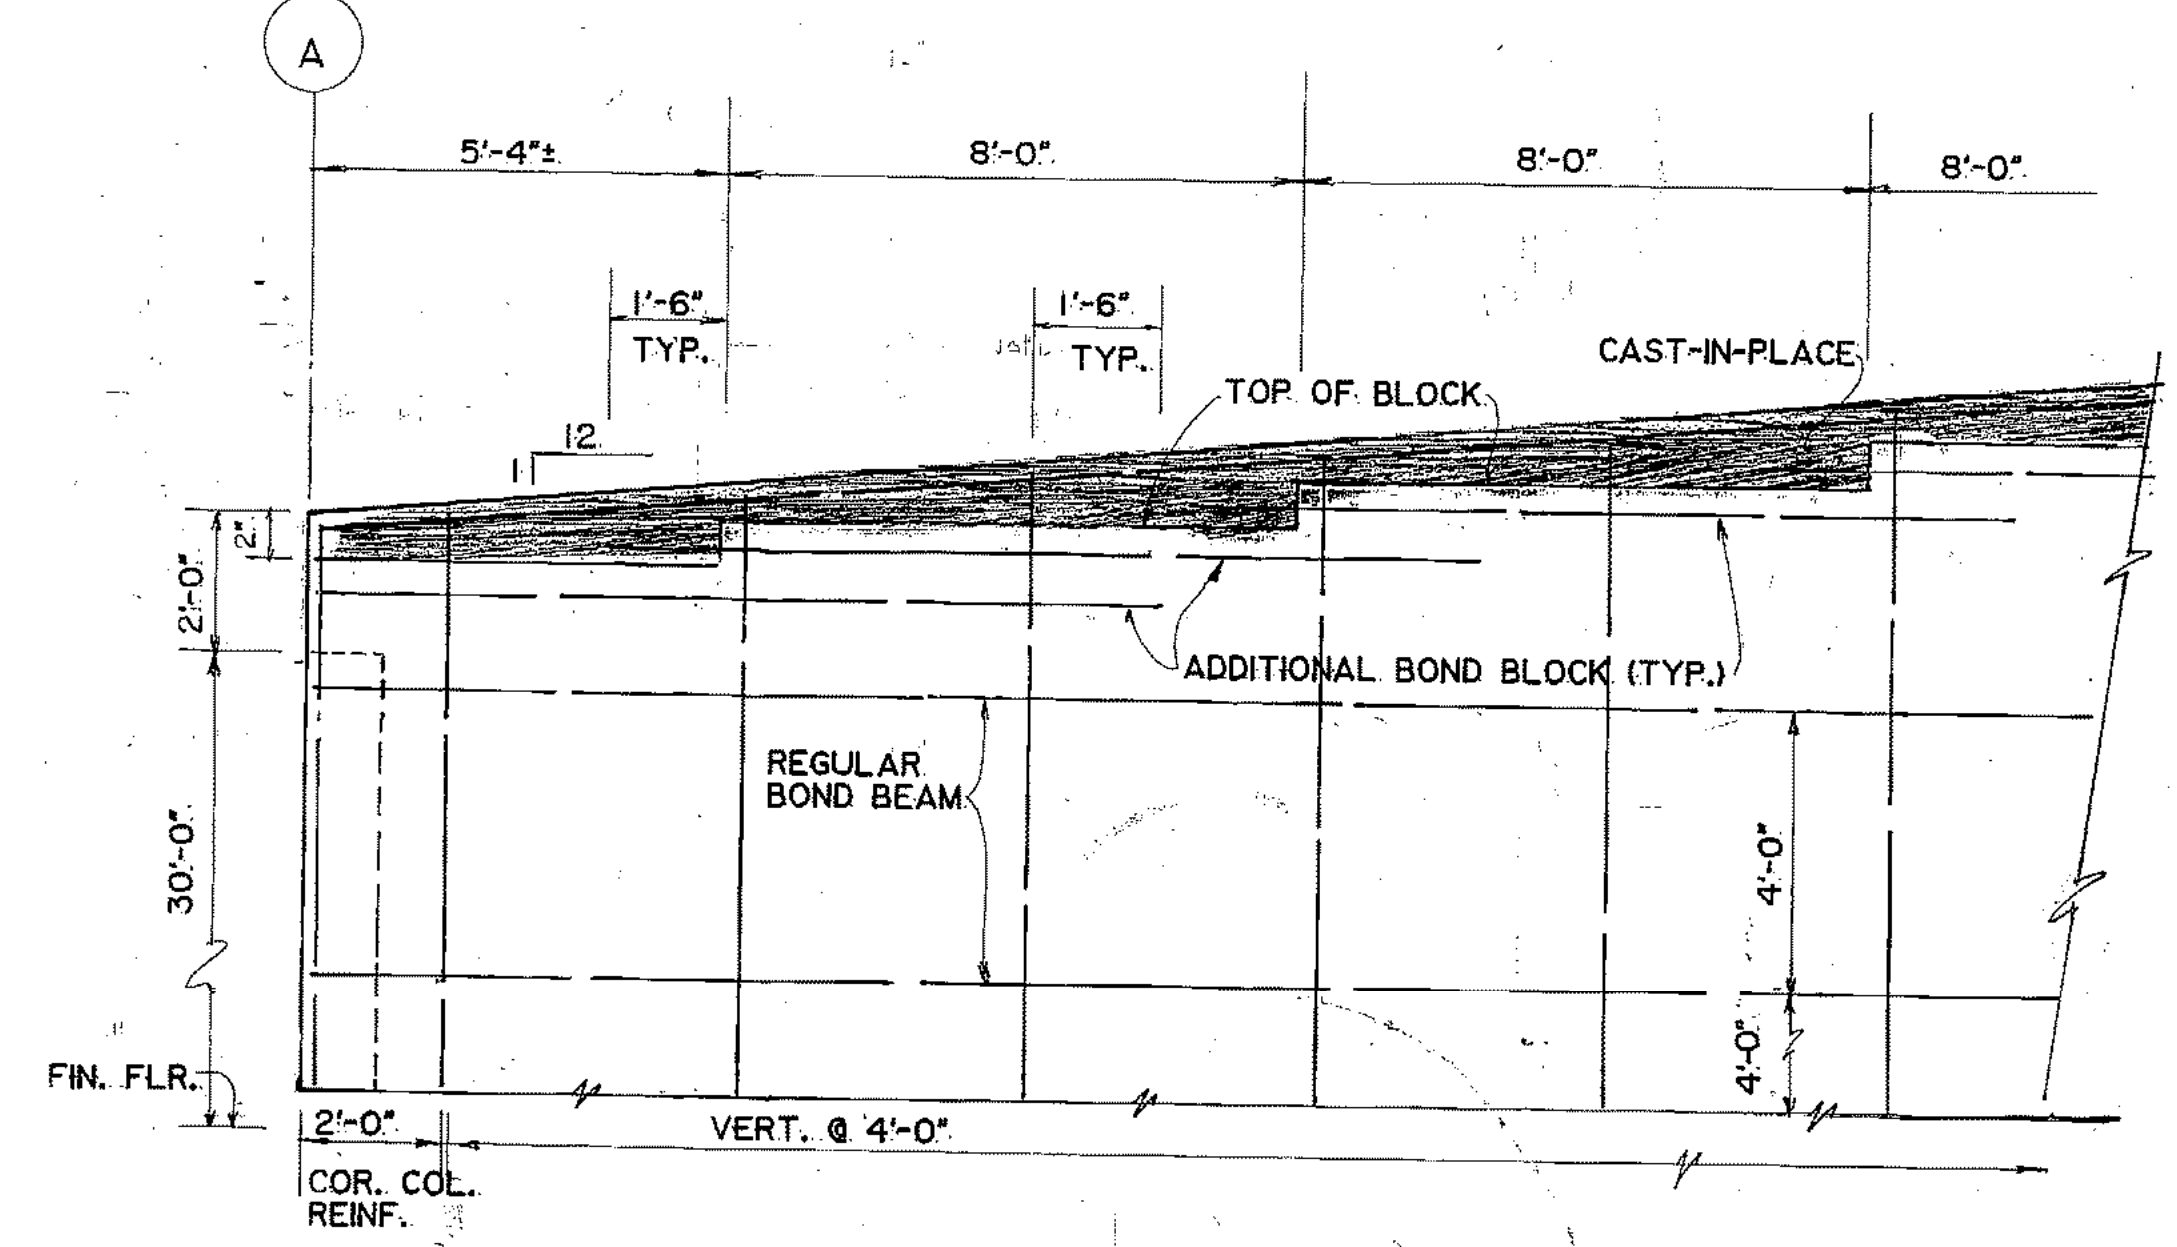 A
5'-4"±
8'-0"
8'-0"
8'-0"
1'-6"
TYP.
1'-6"
TYP.
CAST-IN-PLACE
TOP OF BLOCK
12
1
2"
2'-0"
ADDITIONAL BOND BLOCK (TYP.)
REGULAR
BOND BEAM
30'-0"
4'-0"
4'-0"
FIN. FLR.
2'-0"
VERT. @ 4'-0"
COR. COL.
REINF.